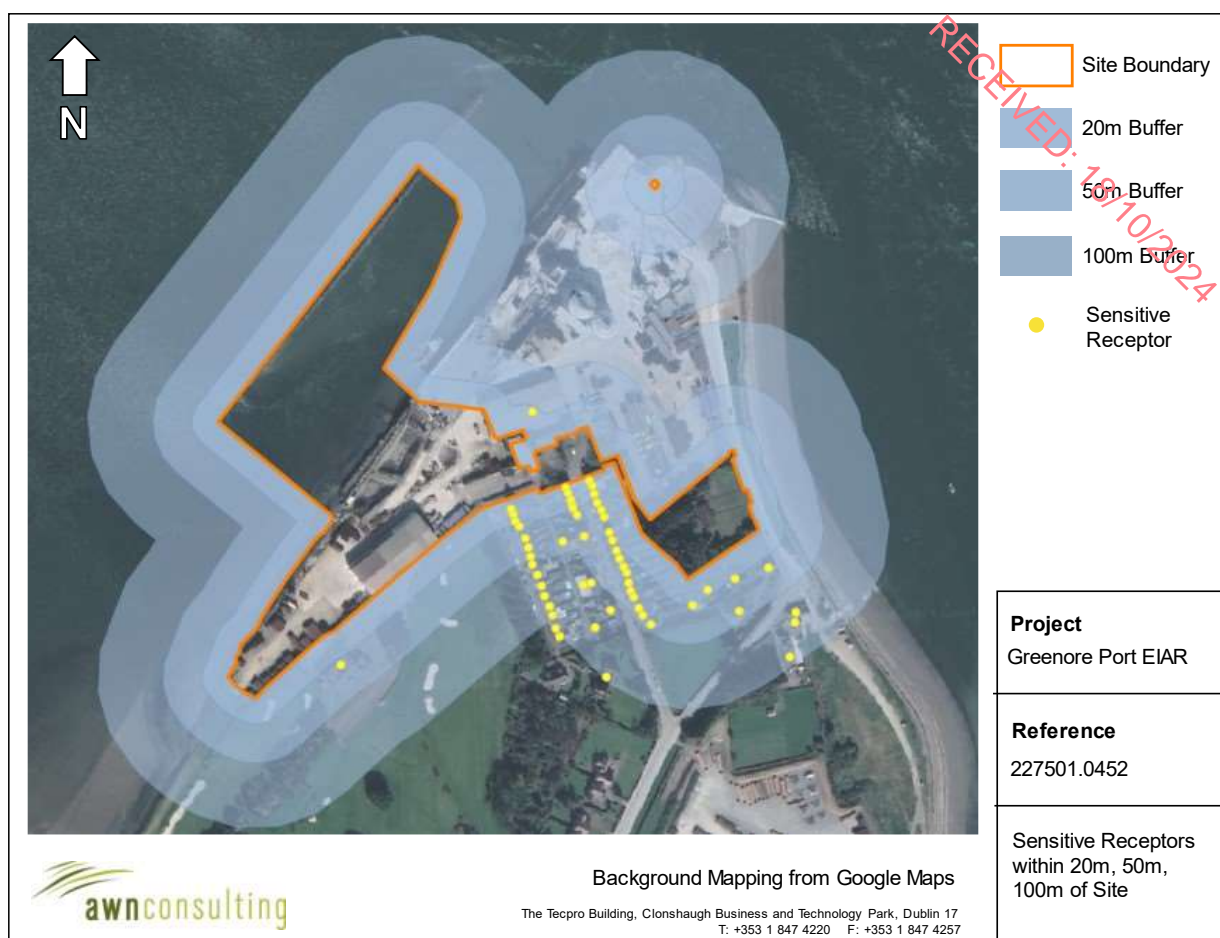 N
RECEIVED: 18/10/2024
Site Boundary
20m Buffer
50m Buffer
100m Buffer
Sensitive
Receptor
Project
Greenore Port EIAR
Reference
227501.0452
Sensitive Receptors
within 20m, 50m,
100m of Site
awnconsulting
Background Mapping from Google Maps
The Tecpro Building, Clonshaugh Business and Technology Park, Dublin 17
T: +353 1 847 4220 F: +353 1 847 4257